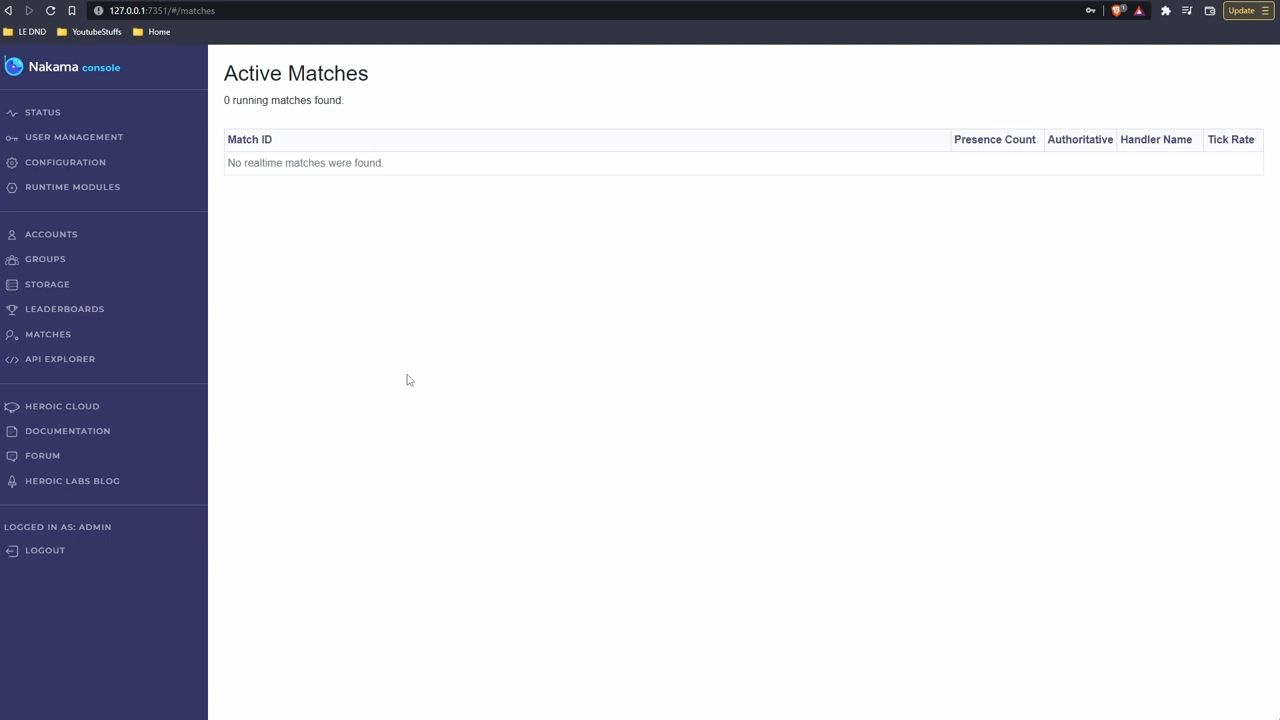 127.0.0.1:7351/#/matches
1
Update
LE DND
YoutubeStuffs
Home
Nakama console
STATUS
USER MANAGEMENT
CONFIGURATION
RUNTIME MODULES
ACCOUNTS
GROUPS
STORAGE
LEADERBOARDS
MATCHES
API EXPLORER
HEROIC CLOUD
DOCUMENTATION
FORUM
HEROIC LABS BLOG
LOGGED IN AS: ADMIN
LOGOUT
Active Matches
0 running matches found.
Match ID Presence Count Authoritative Handler Name Tick Rate
No realtime matches were found.